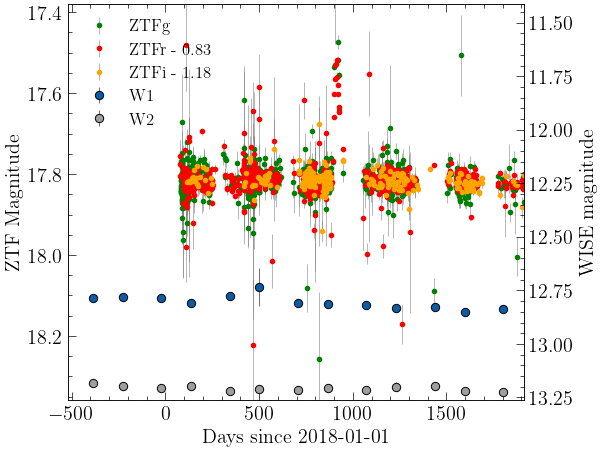 ZTFg
ZTFr - 0.83
ZTFi - 1.18
W1
W2
17.4
17.6
17.8
18.0
18.2
ZTF Magnitude
11.50
11.75
12.00
12.25
12.50
12.75
13.00
13.25
WISE magnitude
−500
0
500
1000
1500
Days since 2018-01-01